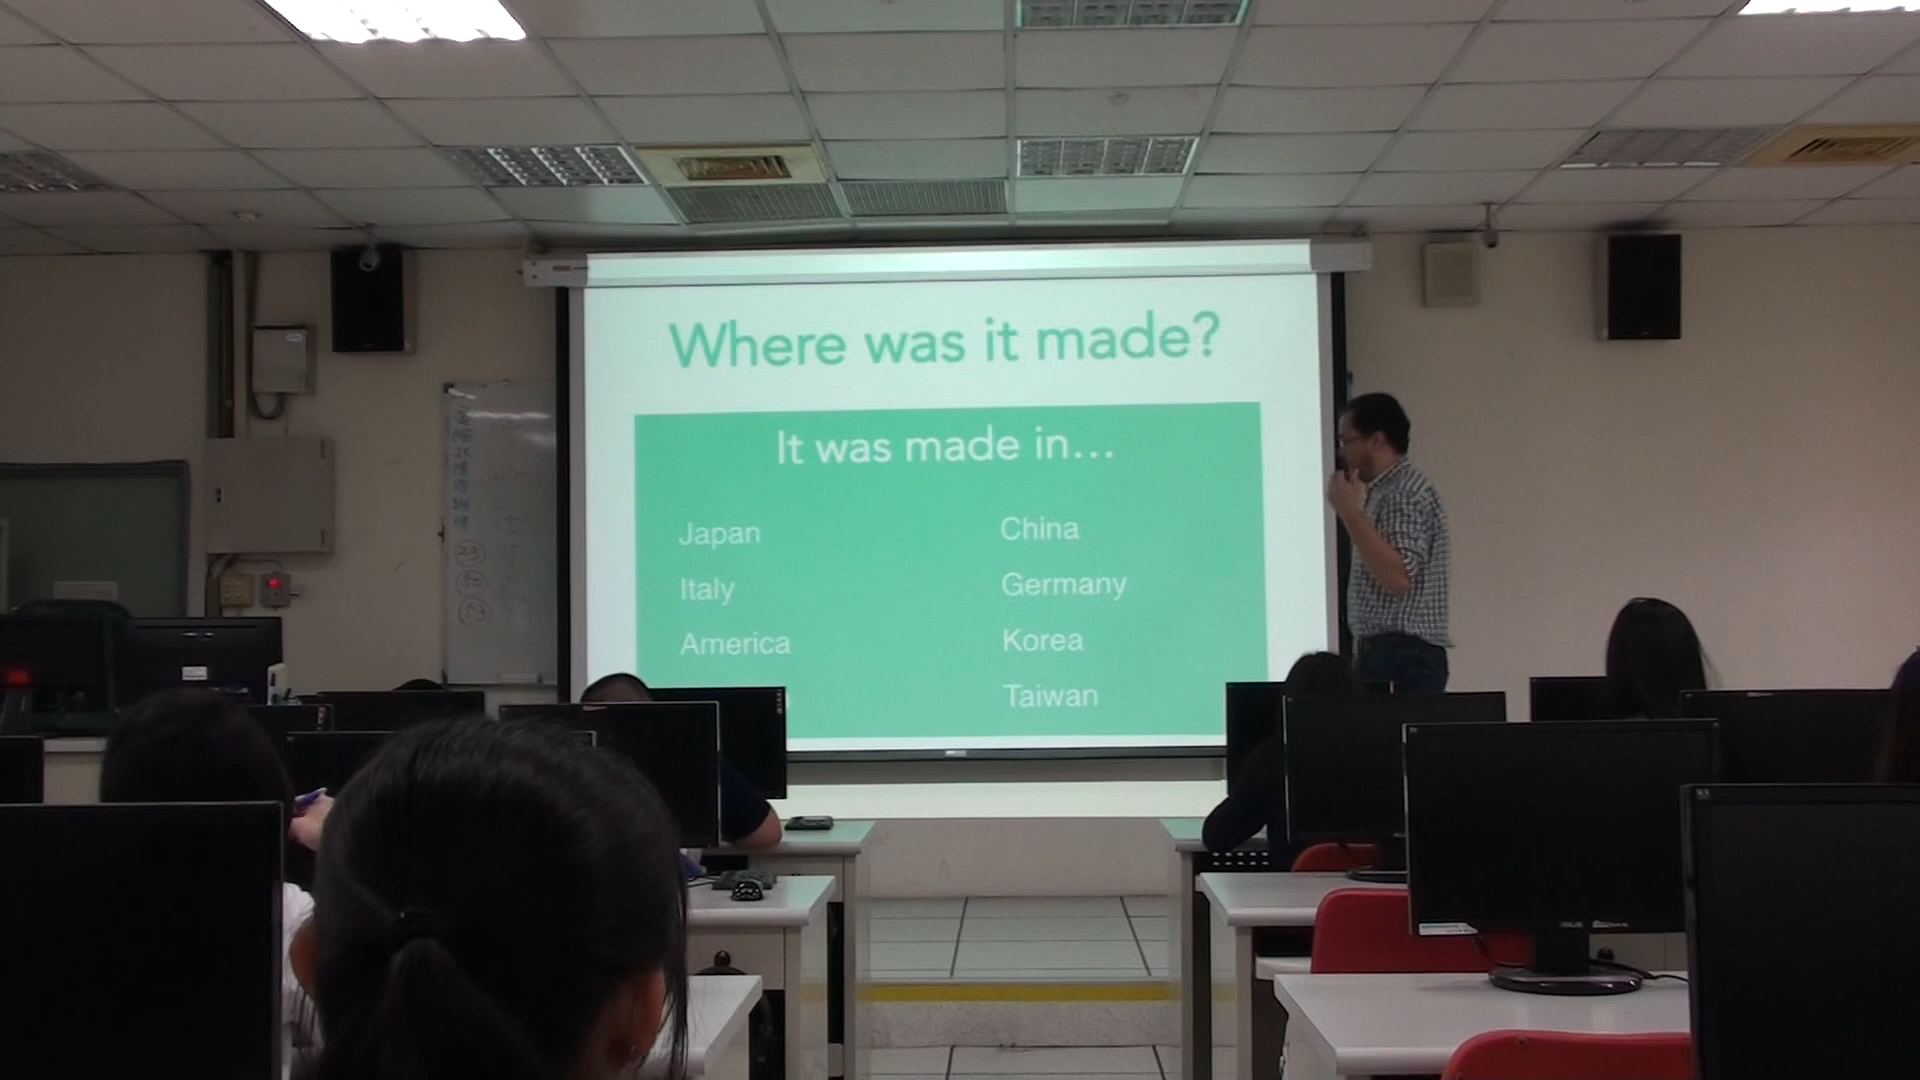 Where was it made?
It was made in...
Japan
China
Italy
Germany
America
Korea
Taiwan